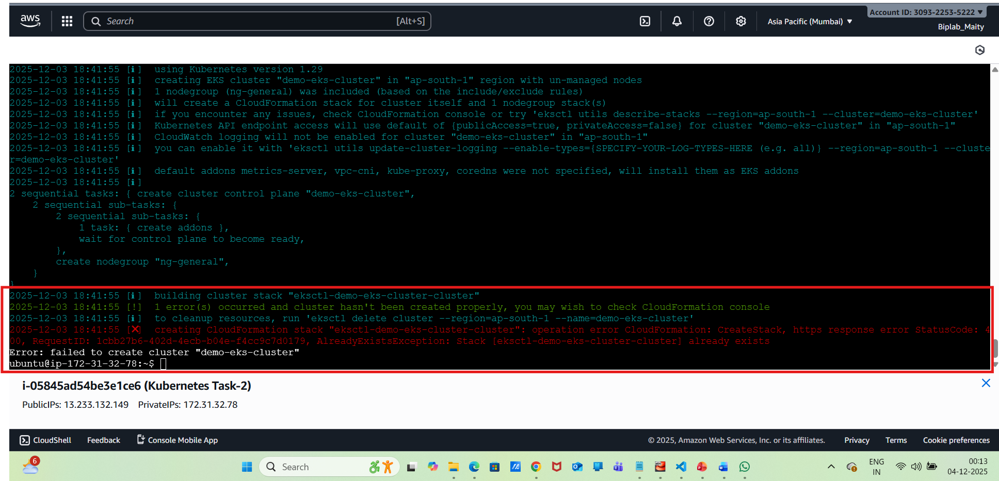 aws
Search
[Alt+S]
Asia Pacific (Mumbai) ▼
Account ID: 3093-2253-5222 ▼
Biplab_Maity
2025-12-03 18:41:55 [ℹ]  using Kubernetes version 1.29
2025-12-03 18:41:55 [ℹ]  creating EKS cluster "demo-eks-cluster" in "ap-south-1" region with un-managed nodes
2025-12-03 18:41:55 [ℹ]  1 nodegroup (ng-general) was included (based on the include/exclude rules)
2025-12-03 18:41:55 [ℹ]  will create a CloudFormation stack for cluster itself and 1 nodegroup stack(s)
2025-12-03 18:41:55 [ℹ]  if you encounter any issues, check CloudFormation console or try 'eksctl utils describe-stacks --region=ap-south-1 --cluster=demo-eks-cluster'
2025-12-03 18:41:55 [ℹ]  Kubernetes API endpoint access will use default of {publicAccess=true, privateAccess=false} for cluster "demo-eks-cluster" in "ap-south-1"
2025-12-03 18:41:55 [ℹ]  CloudWatch logging will not be enabled for cluster "demo-eks-cluster" in "ap-south-1"
2025-12-03 18:41:55 [ℹ]  you can enable it with 'eksctl utils update-cluster-logging --enable-types={SPECIFY-YOUR-LOG-TYPES-HERE (e.g. all)} --region=ap-south-1 --cluste
r=demo-eks-cluster'
2025-12-03 18:41:55 [ℹ]  default addons metrics-server, vpc-cni, kube-proxy, coredns were not specified, will install them as EKS addons
2025-12-03 18:41:55 [ℹ]
2 sequential tasks: { create cluster control plane "demo-eks-cluster",
    2 sequential sub-tasks: {
        2 sequential sub-tasks: {
            1 task: { create addons },
            wait for control plane to become ready,
        },
        create nodegroup "ng-general",
    }
}
2025-12-03 18:41:55 [ℹ]  building cluster stack "eksctl-demo-eks-cluster-cluster"
2025-12-03 18:41:55 [!]  1 error(s) occurred and cluster hasn't been created properly, you may wish to check CloudFormation console
2025-12-03 18:41:55 [ℹ]  to cleanup resources, run 'eksctl delete cluster --region=ap-south-1 --name=demo-eks-cluster'
2025-12-03 18:41:55 [✖]  creating CloudFormation stack "eksctl-demo-eks-cluster-cluster": operation error CloudFormation: CreateStack, https response error StatusCode: 4
00, RequestID: 1cbb27b6-402d-4ecb-b04e-f4cc9c7d0179, AlreadyExistsException: Stack [eksctl-demo-eks-cluster-cluster] already exists
Error: failed to create cluster "demo-eks-cluster"
ubuntu@ip-172-31-32-78:~$
i-05845ad54be3e1ce6 (Kubernetes Task-2)
PublicIPs: 13.233.132.149    PrivateIPs: 172.31.32.78
CloudShell
Feedback
Console Mobile App
© 2025, Amazon Web Services, Inc. or its affiliates.
Privacy
Terms
Cookie preferences
6
Search
ENG
IN
00:13
04-12-2025